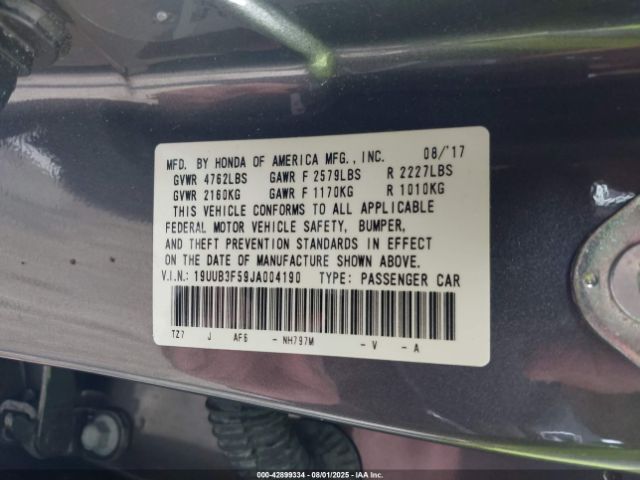 MFD. BY HONDA OF AMERICA MFG., INC. 08/'17
GVWR 4762LBS GAWR F 2579LBS R 2227LBS
GVWR 2160KG GAWR F 1170KG R 1010KG
THIS VEHICLE CONFORMS TO ALL APPLICABLE
FEDERAL MOTOR VEHICLE SAFETY, BUMPER,
AND THEFT PREVENTION STANDARDS IN EFFECT
ON THE DATE OF MANUFACTURE SHOWN ABOVE.
V.I.N.: 19UUB3F59JA004190 TYPE: PASSENGER CAR
TZ7 J AF6 - NH797M - V - A
000-42899334 - 08/01/2025 - IAAI